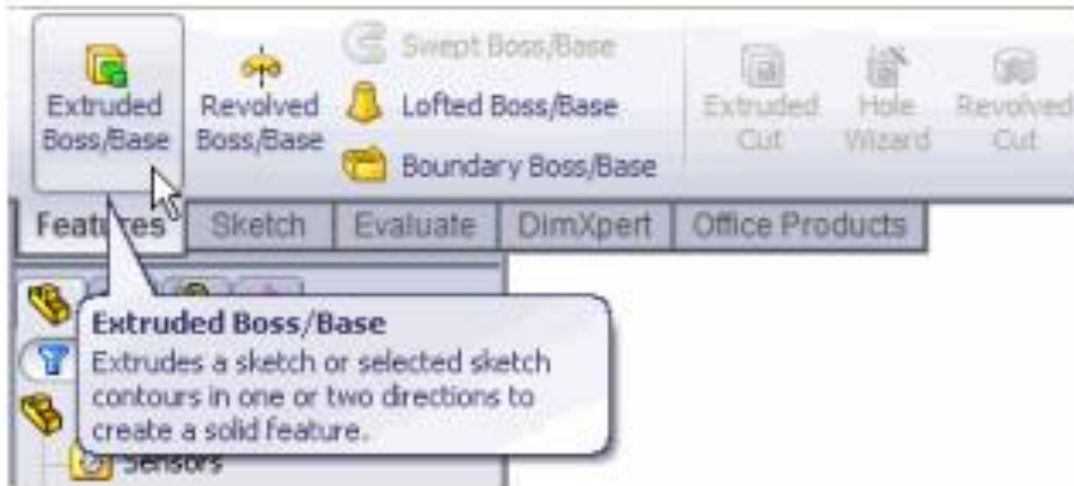 Extruded
Boss/Base
Revolved
Boss/Base
Swept Boss/Base
Lofted Boss/Base
Boundary Boss/Base
Extruded
Cut
Hole
Wizard
Revolved
Cut
Features
Sketch
Evaluate
DimXpert
Office Products
Extruded Boss/Base
Extrudes a sketch or selected sketch
contours in one or two directions to
create a solid feature.
Sensors